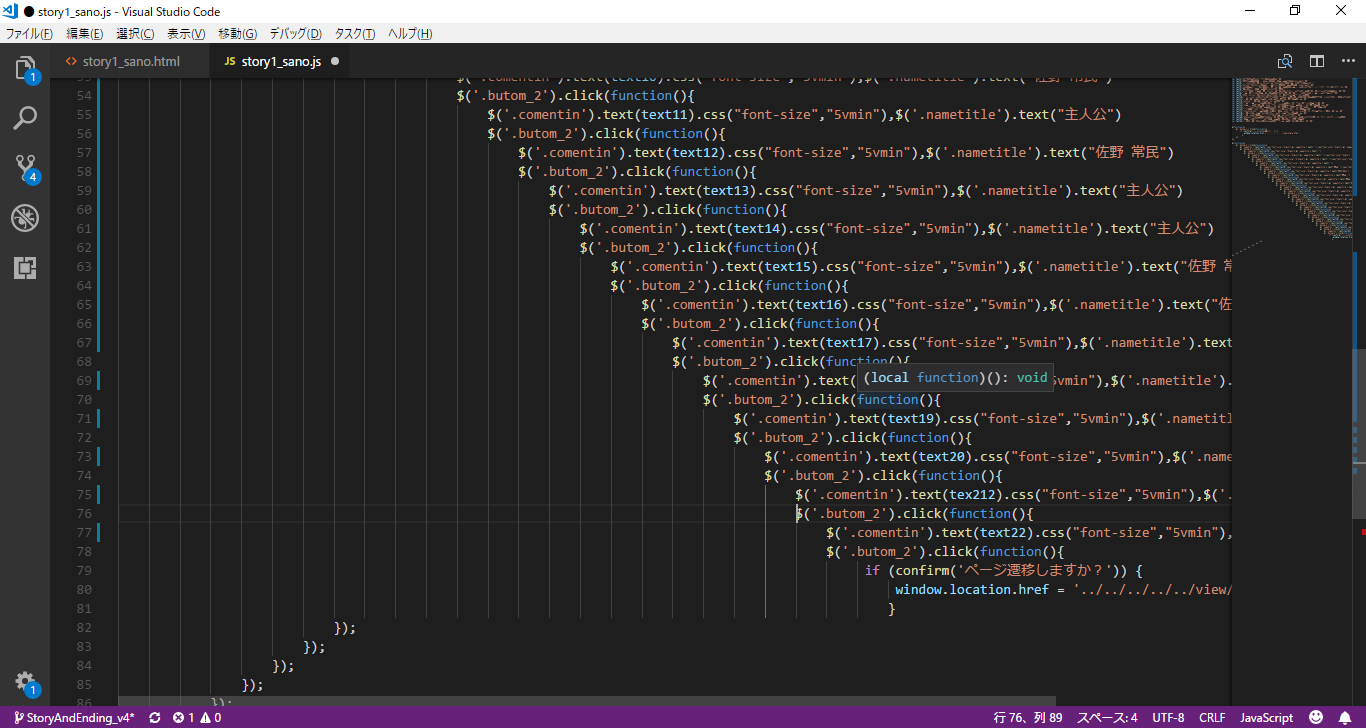 story1_sano.js - Visual Studio Code
ファイル(F) 編集(E) 選択(C) 表示(V) 移動(G) デバッグ(D) タスク(T) ヘルプ(H)
1 <> story1_sano.html JS story1_sano.js
54 $('.butom_2').click(function(){
55 $('.comentin').text(text11).css("font-size","5vmin"),$('.nametitle').text("主人公")
56 $('.butom_2').click(function(){
57 $('.comentin').text(text12).css("font-size","5vmin"),$('.nametitle').text("佐野 常民")
58 $('.butom_2').click(function(){
59 $('.comentin').text(text13).css("font-size","5vmin"),$('.nametitle').text("主人公")
60 $('.butom_2').click(function(){
61 $('.comentin').text(text14).css("font-size","5vmin"),$('.nametitle').text("主人公")
62 $('.butom_2').click(function(){
63 $('.comentin').text(text15).css("font-size","5vmin"),$('.nametitle').text("佐野
64 $('.butom_2').click(function(){
65 $('.comentin').text(text16).css("font-size","5vmin"),$('.nametitle').text("佐
66 $('.butom_2').click(function(){
67 $('.comentin').text(text17).css("font-size","5vmin"),$('.nametitle').text
68 $('.butom_2').click(function(){
69 $('.comentin').text( (local function)(): void vmin"),$('.nametitle').
70 $('.butom_2').click(function(){
71 $('.comentin').text(text19).css("font-size","5vmin"),$('.nametitl
72 $('.butom_2').click(function(){
73 $('.comentin').text(text20).css("font-size","5vmin"),$('.name
74 $('.butom_2').click(function(){
75 $('.comentin').text(tex212).css("font-size","5vmin"),$('.
76 $('.butom_2').click(function(){
77 $('.comentin').text(text22).css("font-size","5vmin"),
78 $('.butom_2').click(function(){
79 if (confirm('ページ遷移しますか？')) {
80 window.location.href = '../../../../../view/
81 }
82 });
83 });
84 });
85 });
86 });
4
1
StoryAndEnding_v4* 1 0 行 76、列 89 スペース: 4 UTF-8 CRLF JavaScript